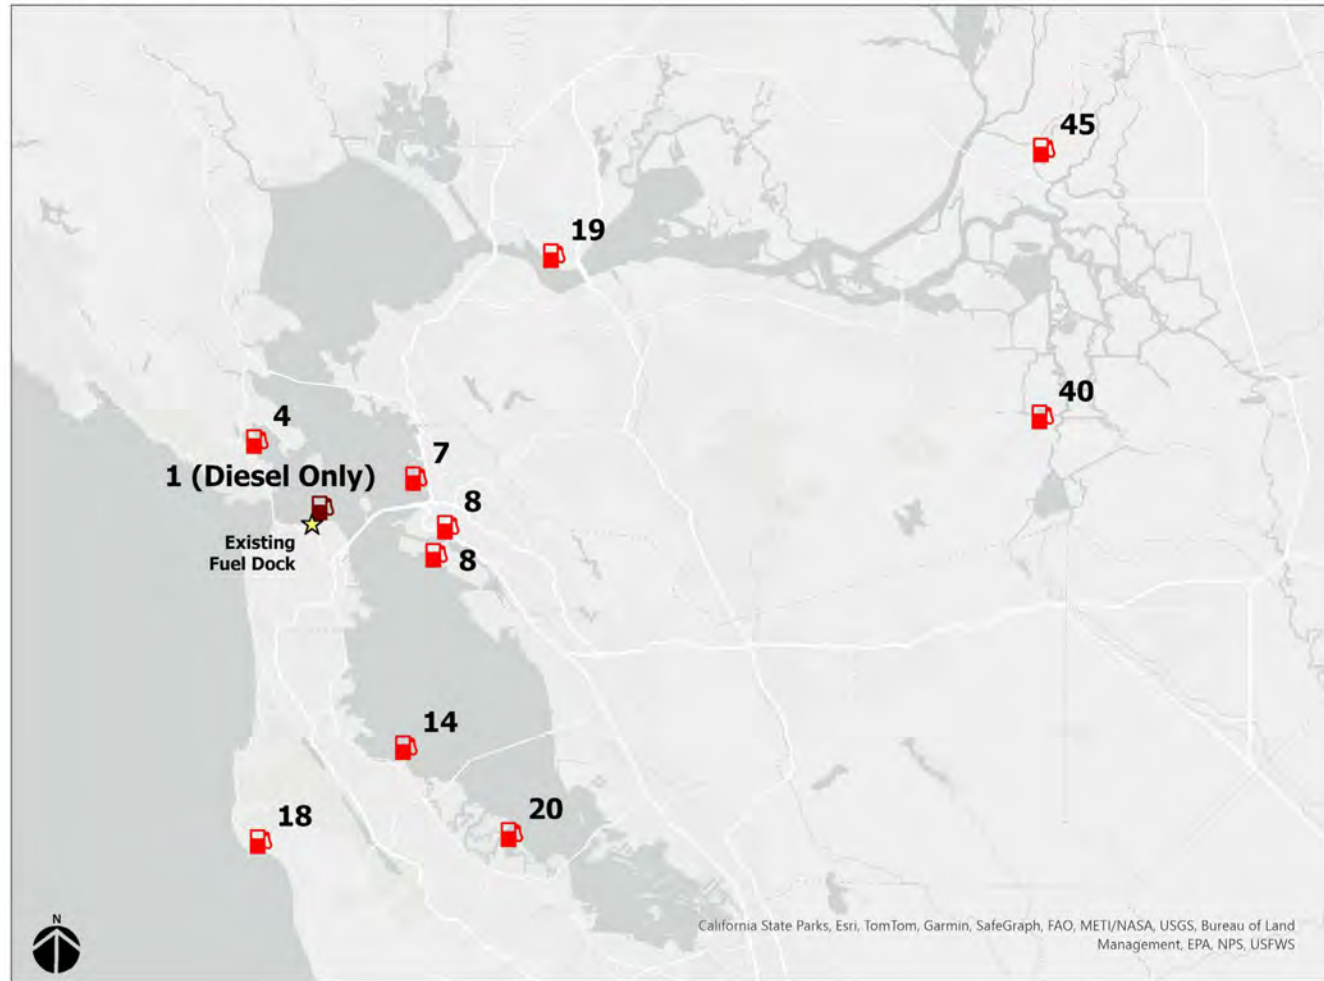 45
19
4
40
7
1 (Diesel Only)
8
Existing
Fuel Dock
8
14
18
20
N
California State Parks, Esri, TomTom, Garmin, SafeGraph, FAO, METI/NASA, USGS, Bureau of Land
Management, EPA, NPS, USFWS